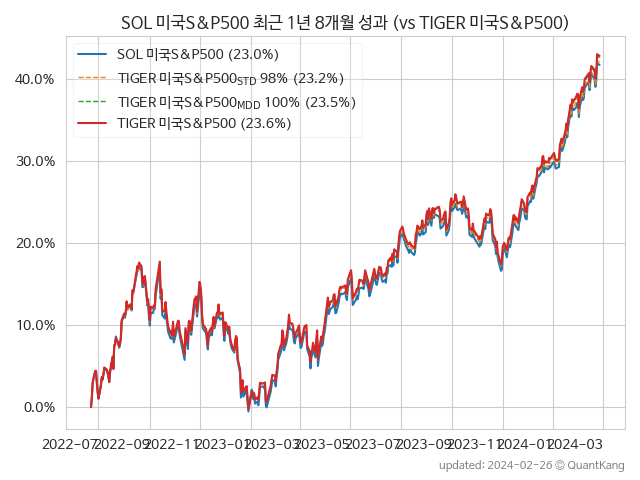 SOL 미국S&P500 최근 1년 8개월 성과 (vs TIGER 미국S&P500)
SOL 미국S&P500 (23.0%)
TIGER 미국S&P500STD 98% (23.2%)
TIGER 미국S&P500MDD 100% (23.5%)
TIGER 미국S&P500 (23.6%)
40.0%
30.0%
20.0%
10.0%
0.0%
2022-07 2022-09 2022-11 2023-01 2023-03 2023-05 2023-07 2023-09 2023-11 2024-01 2024-03
updated: 2024-02-26 © QuantKang